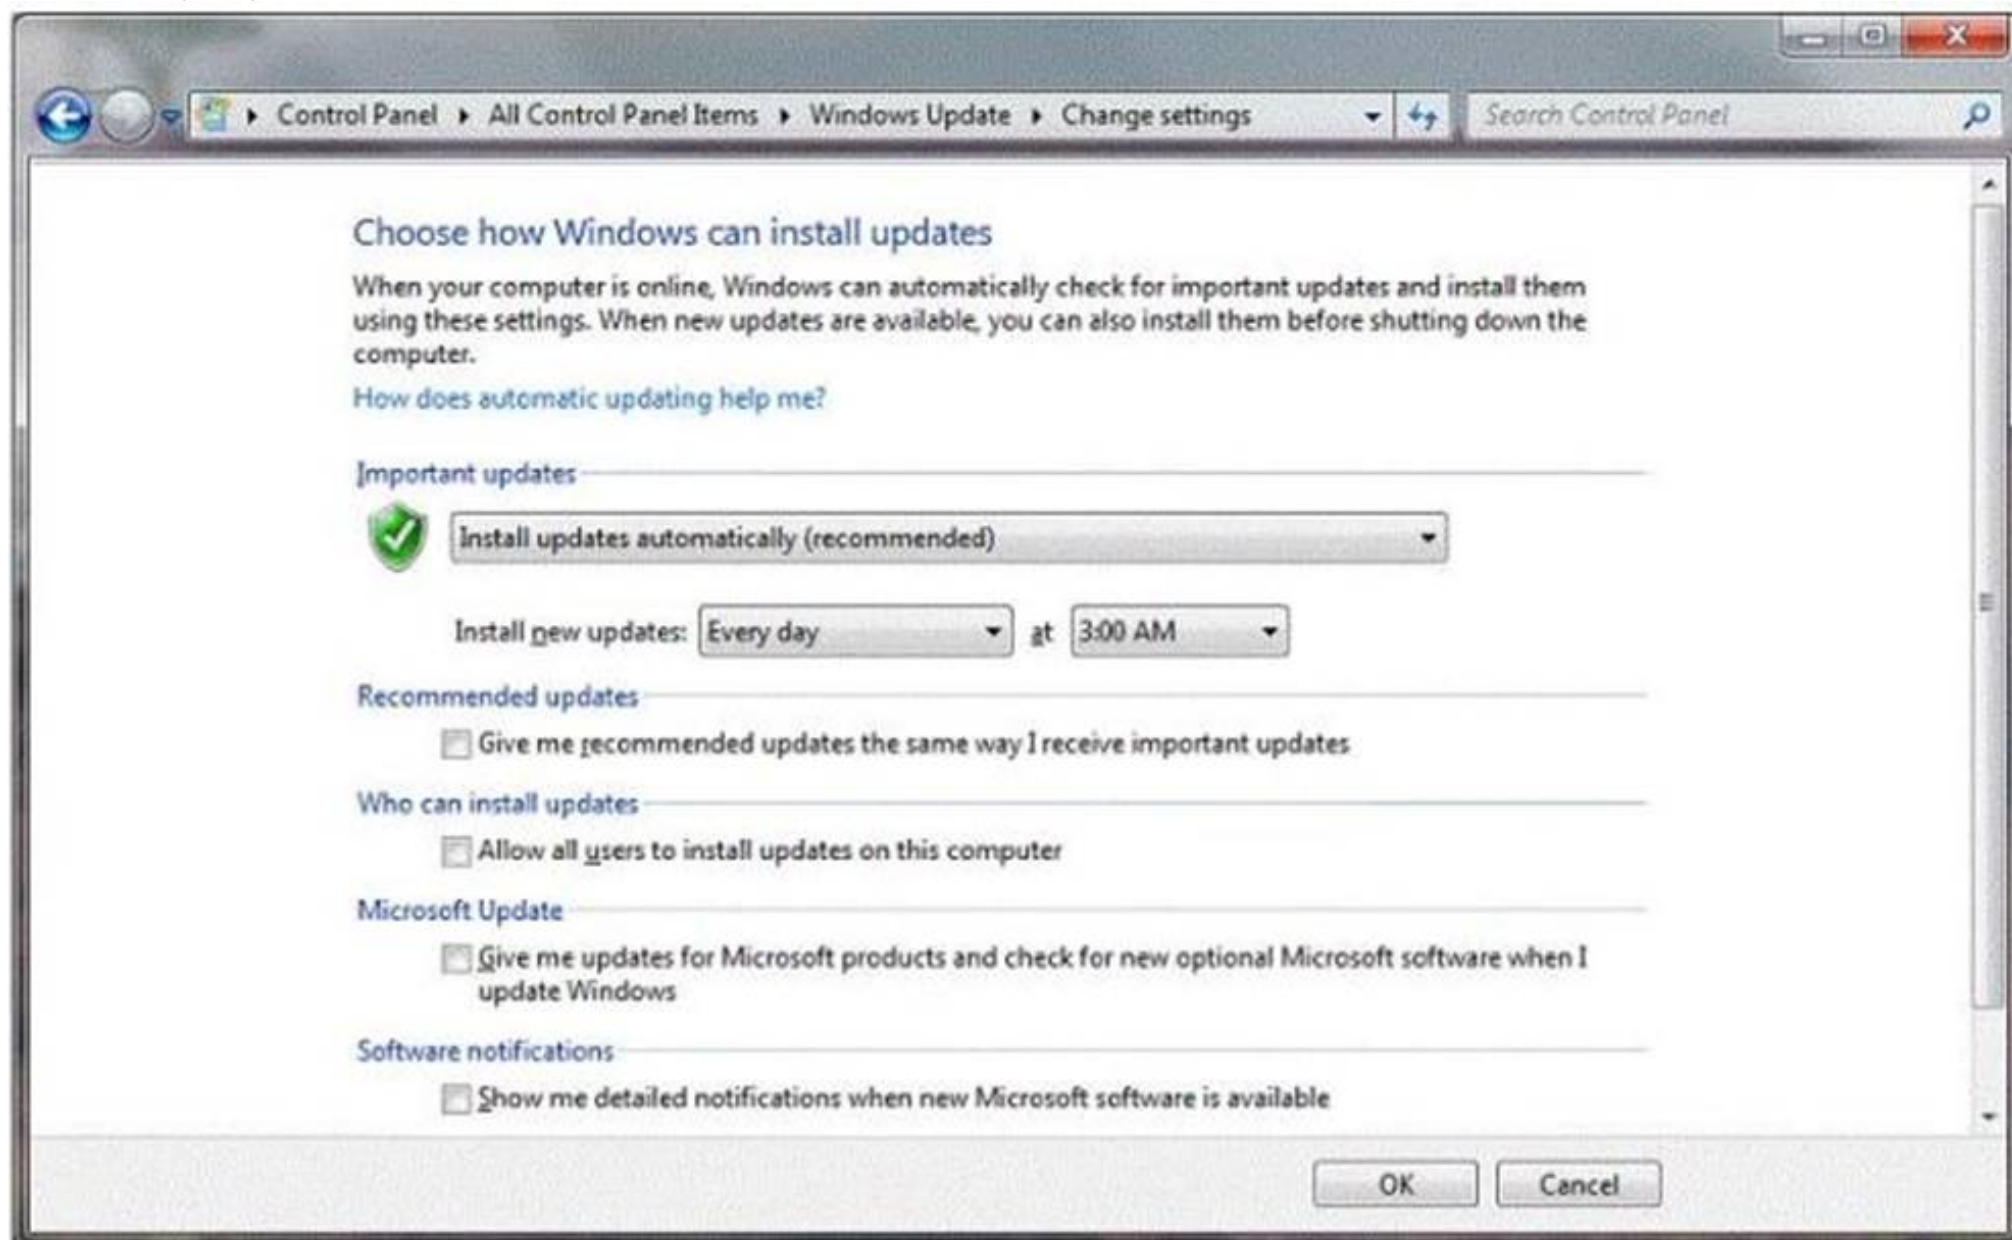 Control Panel ▸ All Control Panel Items ▸ Windows Update ▸ Change settings
Search Control Panel
Choose how Windows can install updates
When your computer is online, Windows can automatically check for important updates and install them
using these settings. When new updates are available, you can also install them before shutting down the
computer.
How does automatic updating help me?
Important updates
Install updates automatically (recommended)
Install new updates: Every day at 3:00 AM
Recommended updates
Give me recommended updates the same way I receive important updates
Who can install updates
Allow all users to install updates on this computer
Microsoft Update
Give me updates for Microsoft products and check for new optional Microsoft software when I
update Windows
Software notifications
Show me detailed notifications when new Microsoft software is available
OK Cancel